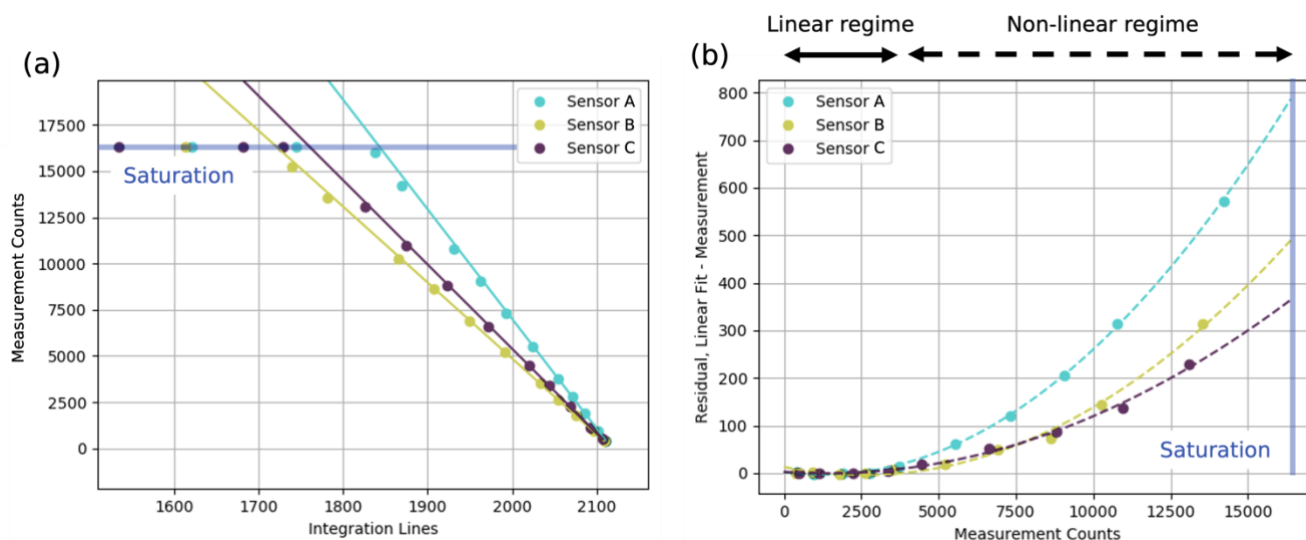 Linear regime
Non-linear regime
(a)
17500
15000
12500
10000
7500
5000
2500
0
Measurement Counts
Saturation
Sensor A
Sensor B
Sensor C
1600
1700
1800
1900
2000
2100
Integration Lines
(b)
800
700
600
500
400
300
200
100
0
Residual, Linear Fit - Measurement
Sensor A
Sensor B
Sensor C
Saturation
0
2500
5000
7500
10000
12500
15000
Measurement Counts